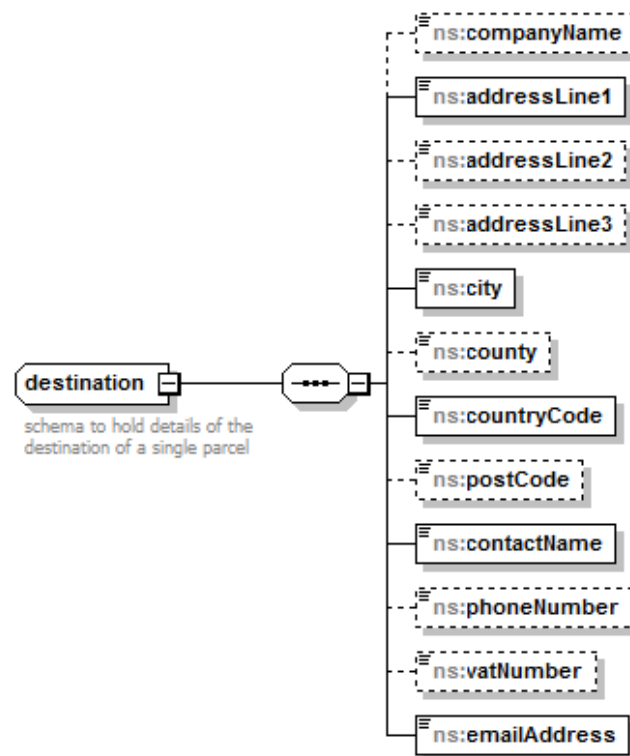 ns:companyName
ns:addressLine1
ns:addressLine2
ns:addressLine3
ns:city
ns:county
destination
schema to hold details of the
destination of a single parcel
ns:countryCode
ns:postCode
ns:contactName
ns:phoneNumber
ns:vatNumber
ns:emailAddress